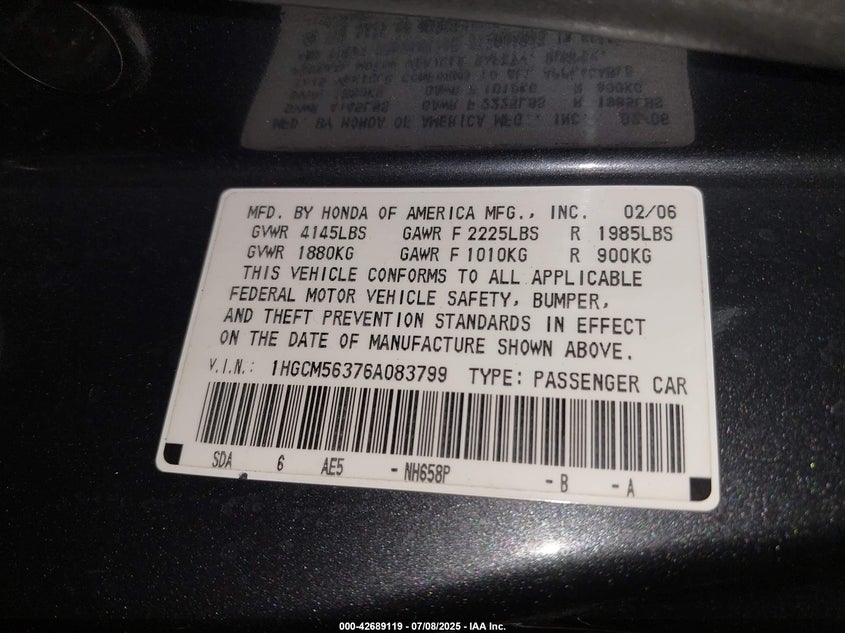 MFD. BY HONDA OF AMERICA MFG., INC. 02/06
GVWR 4145LBS GAWR F 2225LBS R 1985LBS
GVWR 1880KG GAWR F 1010KG R 900KG
THIS VEHICLE CONFORMS TO ALL APPLICABLE
FEDERAL MOTOR VEHICLE SAFETY, BUMPER,
AND THEFT PREVENTION STANDARDS IN EFFECT
ON THE DATE OF MANUFACTURE SHOWN ABOVE.
V.I.N.: 1HGCM56376A083799 TYPE: PASSENGER CAR
SDA 6 AE5 - NH658P - B - A
000-42689119 - 07/08/2025 - IAA Inc.